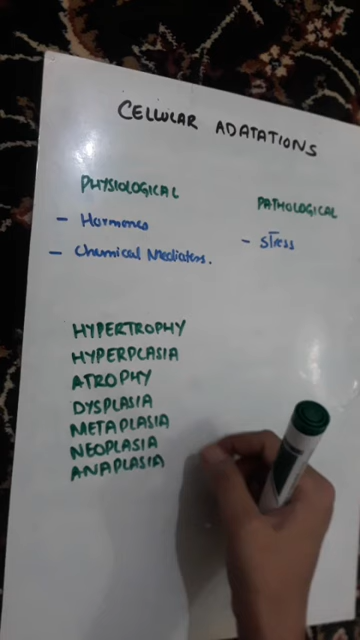 CELLULAR ADATATIONS
PHYSIOLOGICAL
- Hormones
- Chemical Mediators.
PATHOLOGICAL
- STress
HYPERTROPHY
HYPERPLASIA
ATROPHY
DYSPLASIA
METAPLASIA
NEOPLASIA
ANAPLASIA